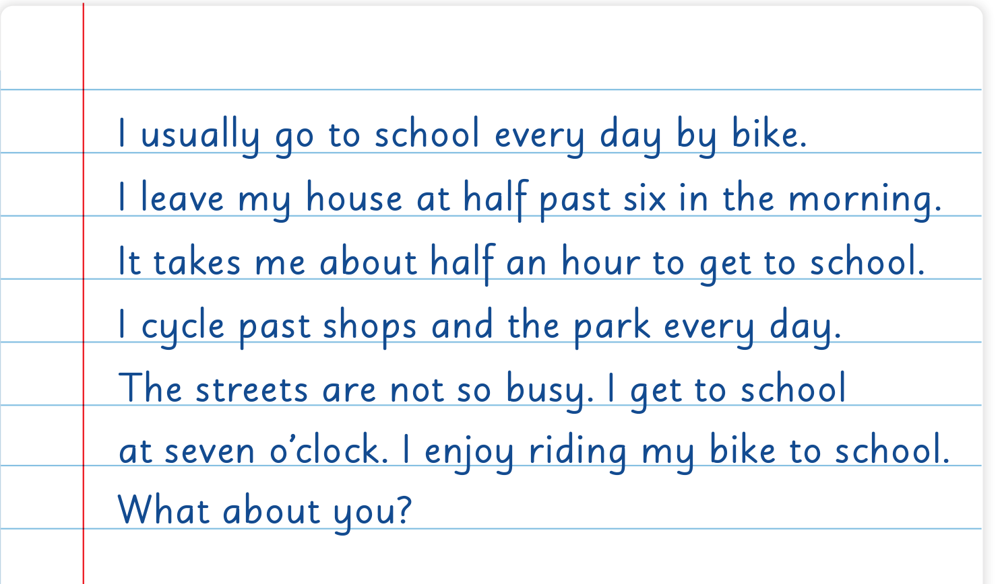 I usually go to school every day by bike.
I leave my house at half past six in the morning.
It takes me about half an hour to get to school.
I cycle past shops and the park every day.
The streets are not so busy. I get to school
at seven o’clock. I enjoy riding my bike to school.
What about you?